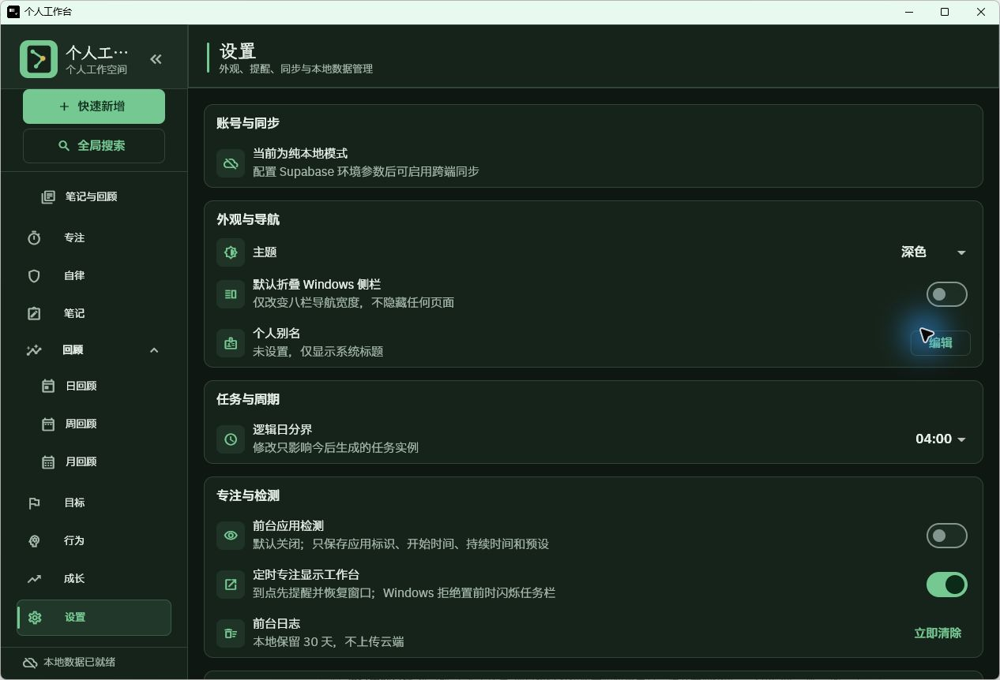 个人工作台
个人工…
个人工作空间
快速新增
全局搜索
笔记与回顾
专注
自律
笔记
回顾
日回顾
周回顾
月回顾
目标
行为
成长
设置
本地数据已就绪
设置
外观、提醒、同步与本地数据管理
账号与同步
当前为纯本地模式
配置 Supabase 环境参数后可启用跨端同步
外观与导航
主题
深色
默认折叠 Windows 侧栏
仅改变八栏导航宽度，不隐藏任何页面
个人别名
未设置，仅显示系统标题
编辑
任务与周期
逻辑日分界
修改只影响今后生成的任务实例
04:00
专注与检测
前台应用检测
默认关闭；只保存应用标识、开始时间、持续时间和预设
定时专注显示工作台
到点先提醒并恢复窗口；Windows 拒绝置前时闪烁任务栏
前台日志
本地保留 30 天，不上传云端
立即清除